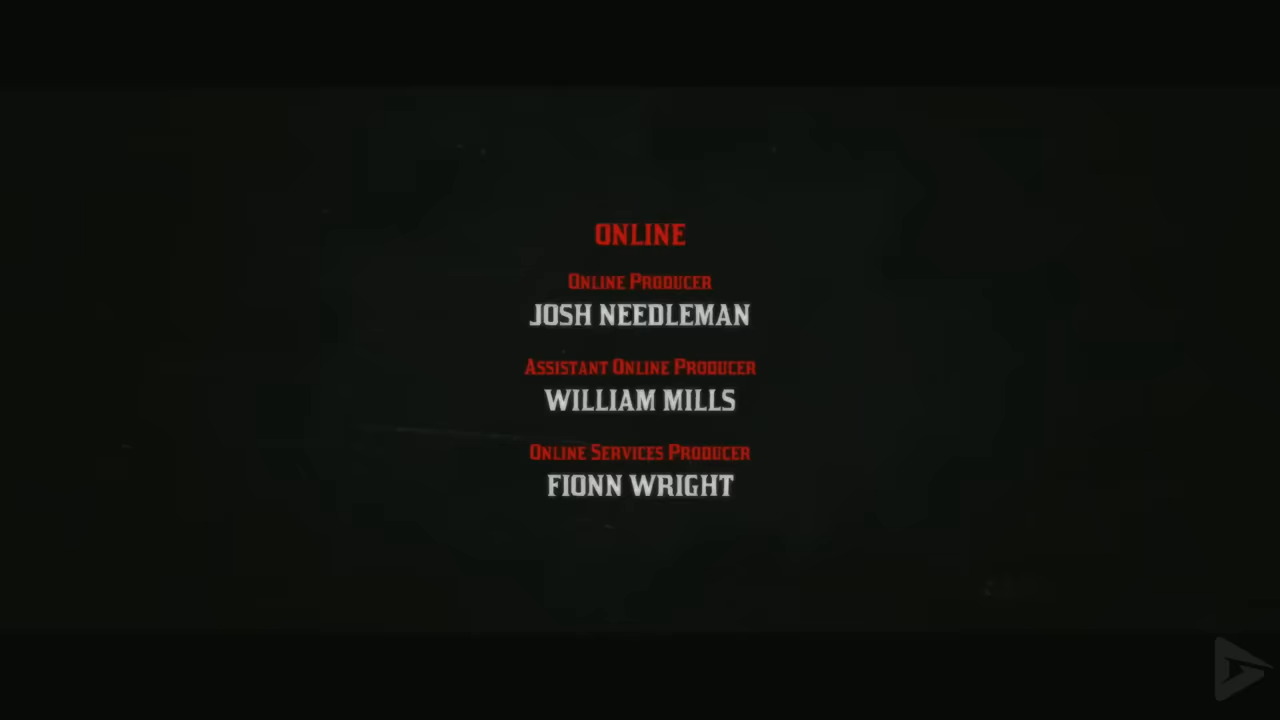 ONLINE
ONLINE PRODUCER
JOSH NEEDLEMAN
ASSISTANT ONLINE PRODUCER
WILLIAM MILLS
ONLINE SERVICES PRODUCER
FIONN WRIGHT